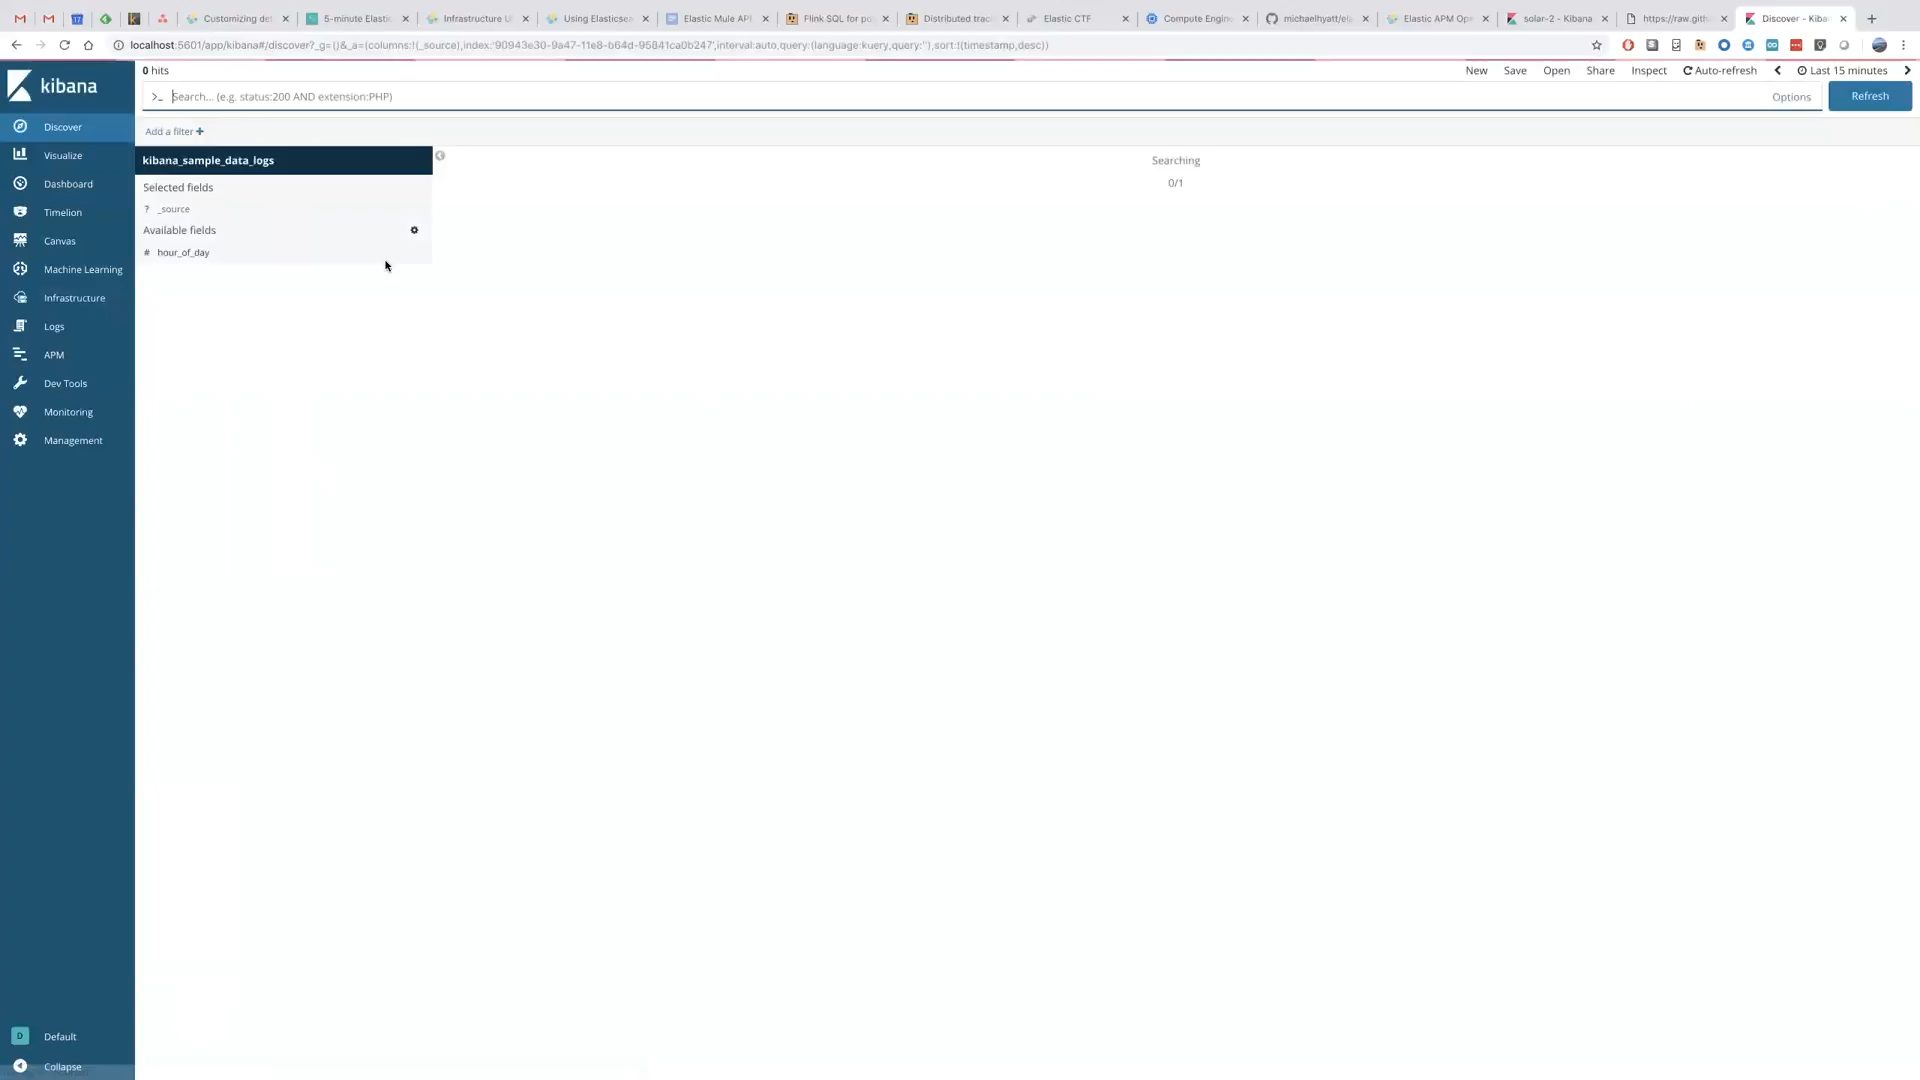 Customizing det
5-minute Elastic
Infrastructure UI
Using Elasticsea
Elastic Mule API
Flink SQL for po
Distributed trac
Elastic CTF
Compute Engine
michaelhyatt/ela
Elastic APM Op
solar-2 - Kibana
https://raw.gith
Discover - Kiba
localhost:5601/app/kibana#/discover?_g=()&_a=(columns:!(_source),index:'90943e30-9a47-11e8-b64d-95841ca0b247',interval:auto,query:(language:kuery,query:''),sort:!(timestamp,desc))
kibana
0 hits
New Save Open Share Inspect Auto-refresh Last 15 minutes
>_ Search... (e.g. status:200 AND extension:PHP)
Options
Refresh
Add a filter +
Discover
Visualize
Dashboard
Timelion
Canvas
Machine Learning
Infrastructure
Logs
APM
Dev Tools
Monitoring
Management
D Default
Collapse
kibana_sample_data_logs
Selected fields
? _source
Available fields
# hour_of_day
Searching
0/1